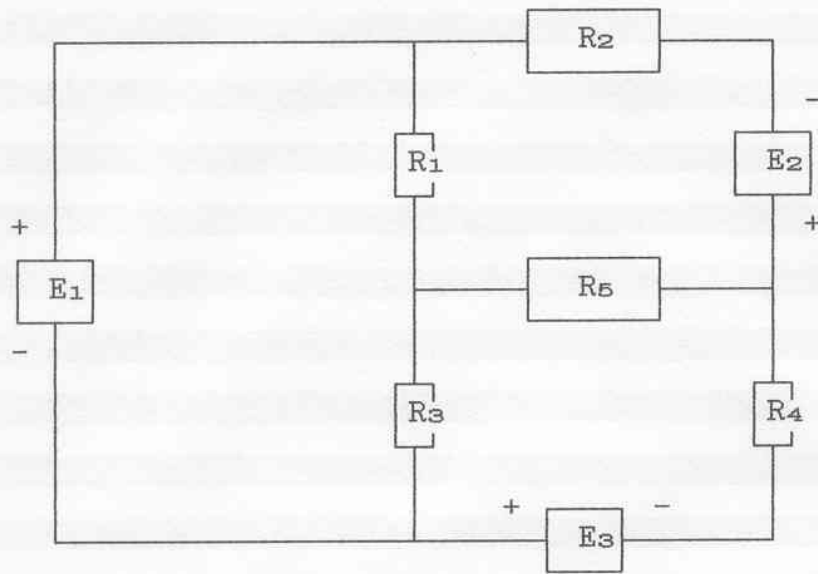 R₂
-
R₁ E₂
+ +
E₁ R₅
-
R₃ R₄
+ -
E₃